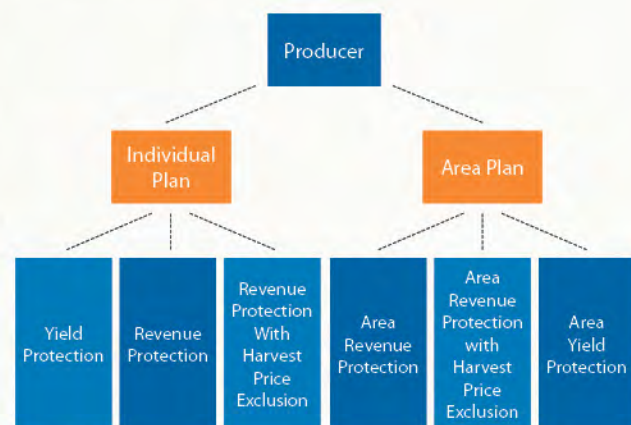 Producer
Individual
Plan
Area Plan
Yield
Protection
Revenue
Protection
Revenue
Protection
With
Harvest
Price
Exclusion
Area
Revenue
Protection
Area
Revenue
Protection
with
Harvest
Price
Exclusion
Area
Yield
Protection